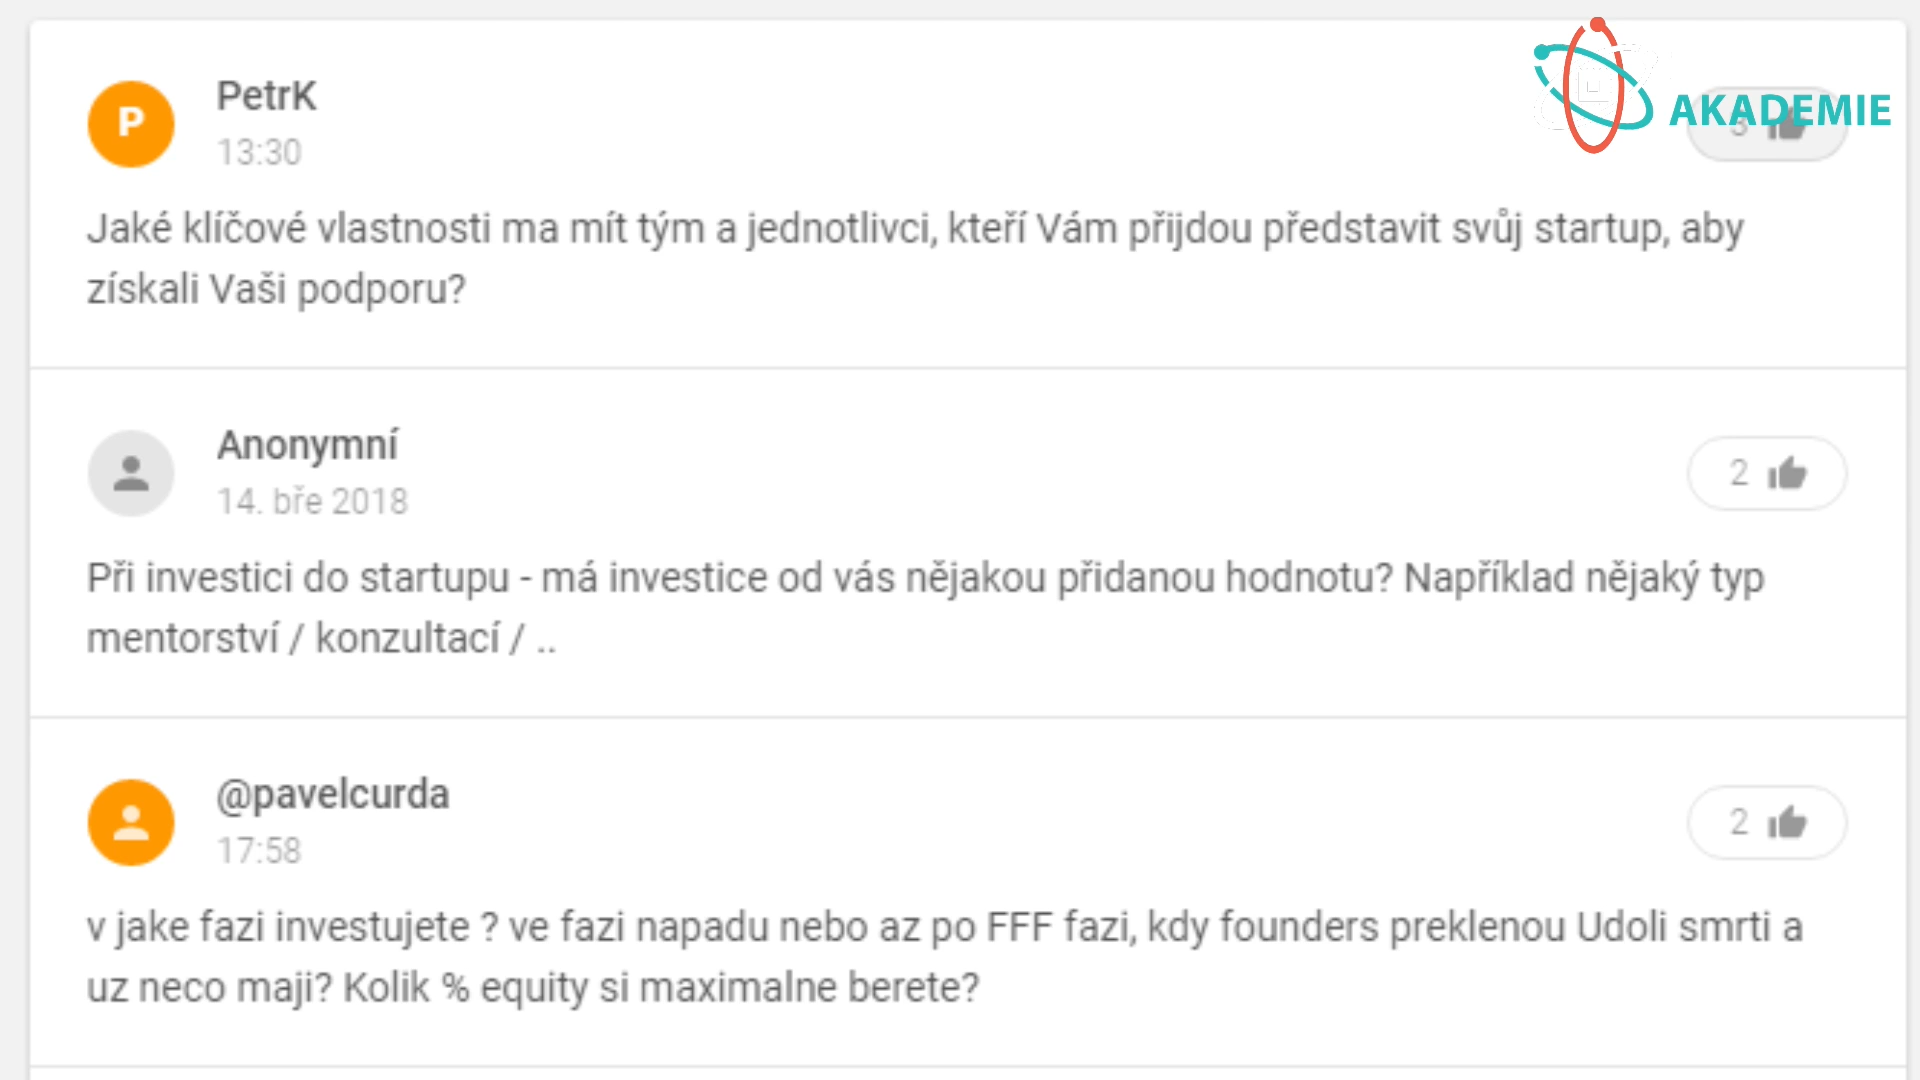 P
PetrK
13:30
3
AKADEMIE
Jaké klíčové vlastnosti ma mít tým a jednotlivci, kteří Vám přijdou představit svůj startup, aby
získali Vaši podporu?
Anonymní
14. bře 2018
2
Při investici do startupu - má investice od vás nějakou přidanou hodnotu? Například nějaký typ
mentorství / konzultací / ..
@pavelcurda
17:58
2
v jake fazi investujete ? ve fazi napadu nebo az po FFF fazi, kdy founders preklenou Udoli smrti a
uz neco maji? Kolik % equity si maximalne berete?